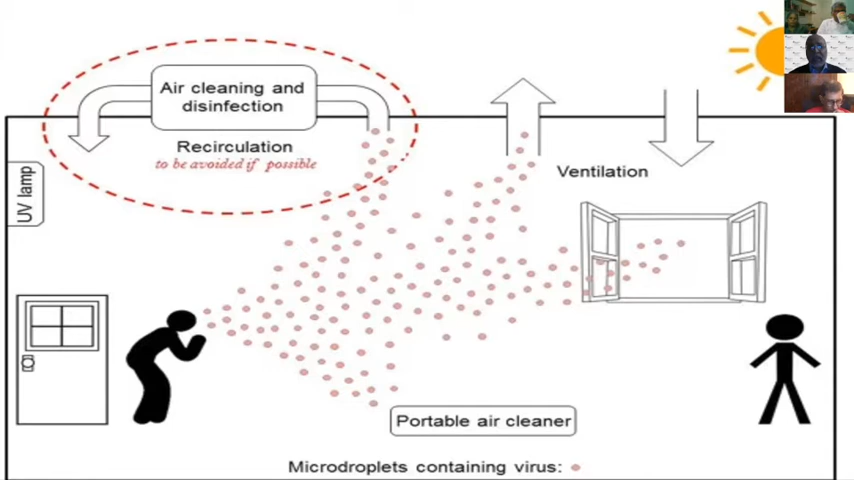 Air cleaning and
disinfection
Recirculation
to be avoided if possible
Ventilation
UV lamp
Portable air cleaner
Microdroplets containing virus: